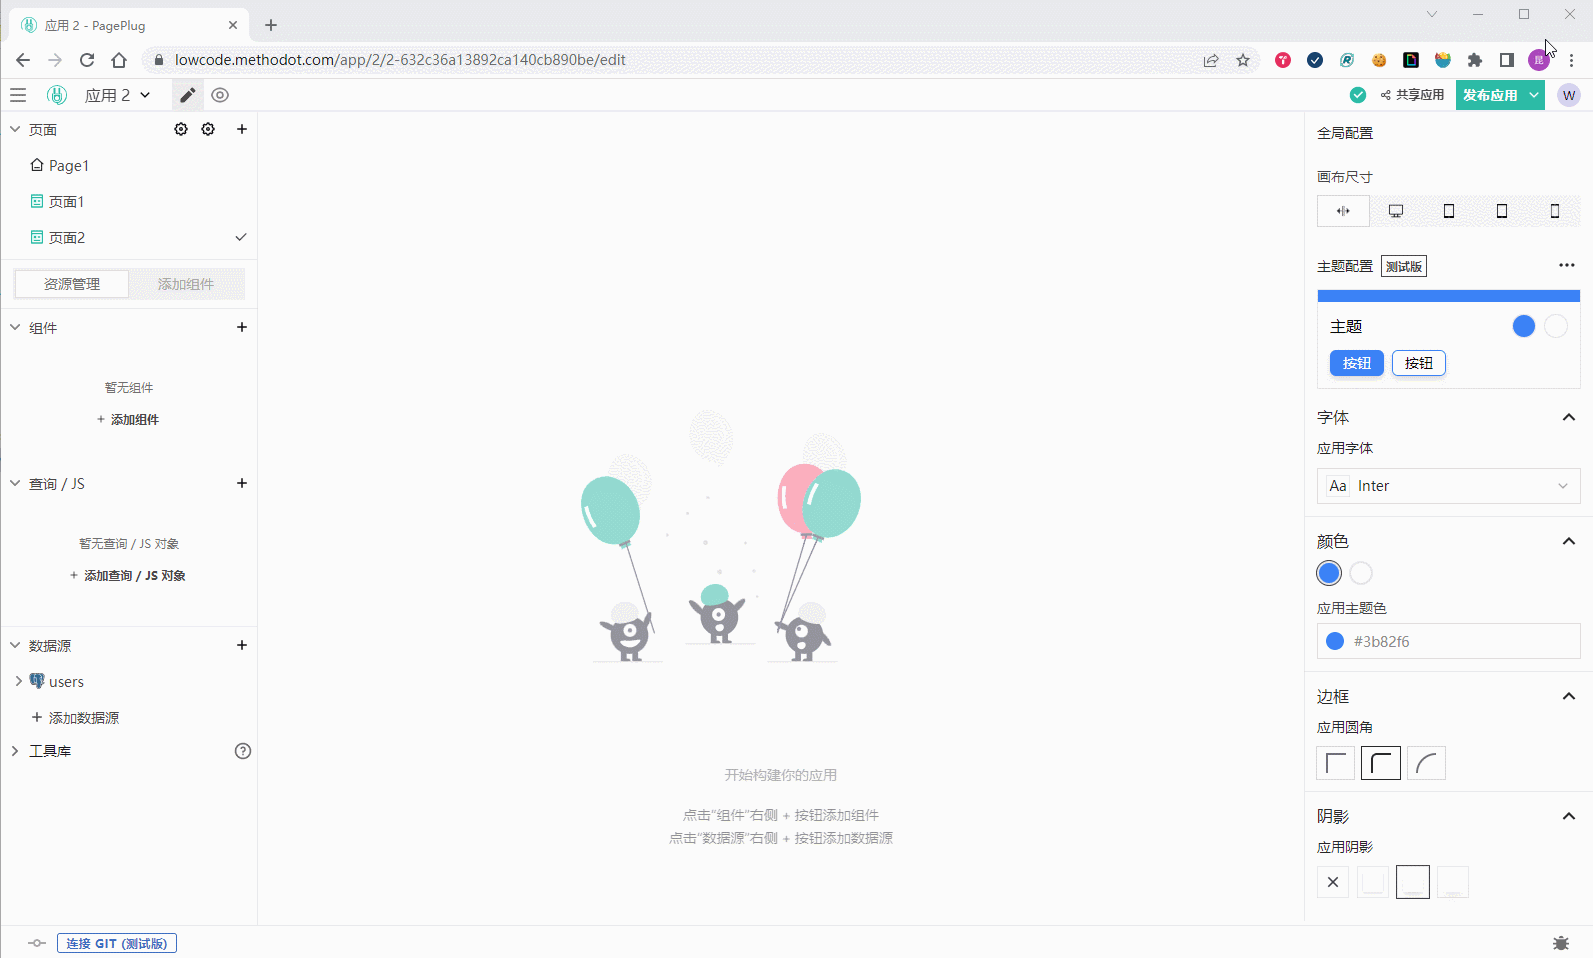 应用 2 - PagePlug
lowcode.methodot.com/app/2/2-632c36a13892ca140cb890be/edit
昆
应用 2
共享应用
发布应用
W
页面
Page1
页面1
页面2
资源管理
添加组件
组件
暂无组件
+ 添加组件
查询 / JS
暂无查询 / JS 对象
+ 添加查询 / JS 对象
数据源
users
+ 添加数据源
工具库
连接 GIT (测试版)
开始构建你的应用
点击“组件”右侧 + 按钮添加组件
点击“数据源”右侧 + 按钮添加数据源
全局配置
画布尺寸
主题配置 测试版
主题
按钮 按钮
字体
应用字体
Aa Inter
颜色
应用主题色
#3b82f6
边框
应用圆角
阴影
应用阴影